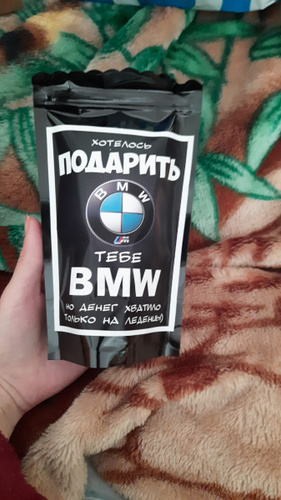 ХОТЕЛОСЬ
ПОДАРИТЬ
BMW
M
ТЕБЕ
BMW
НО ДЕНЕГ ХВАТИЛО
ТОЛЬКО НА ЛЕДЕНЦЫ)